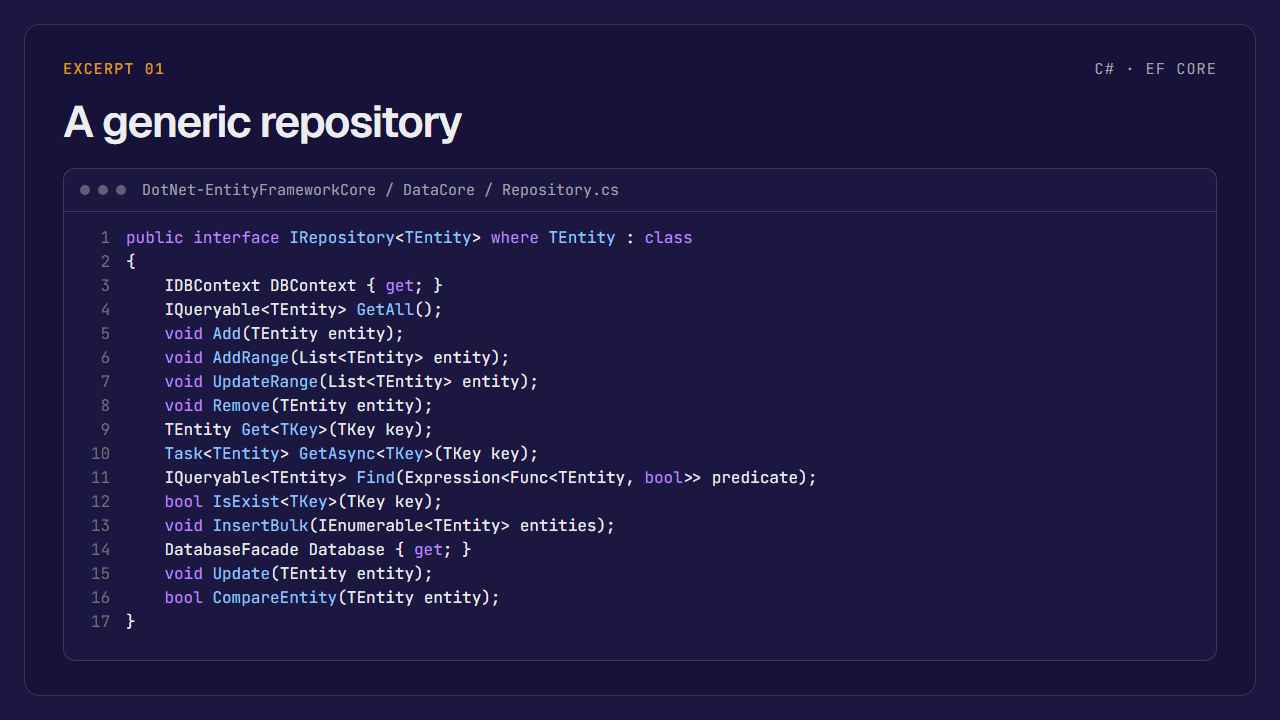 EXCERPT 01
C# · EF CORE
A generic repository
DotNet-EntityFrameworkCore / DataCore / Repository.cs
1 public interface IRepository<TEntity> where TEntity : class
2 {
3     IDBContext DBContext { get; }
4     IQueryable<TEntity> GetAll();
5     void Add(TEntity entity);
6     void AddRange(List<TEntity> entity);
7     void UpdateRange(List<TEntity> entity);
8     void Remove(TEntity entity);
9     TEntity Get<TKey>(TKey key);
10     Task<TEntity> GetAsync<TKey>(TKey key);
11     IQueryable<TEntity> Find(Expression<Func<TEntity, bool>> predicate);
12     bool IsExist<TKey>(TKey key);
13     void InsertBulk(IEnumerable<TEntity> entities);
14     DatabaseFacade Database { get; }
15     void Update(TEntity entity);
16     bool CompareEntity(TEntity entity);
17 }